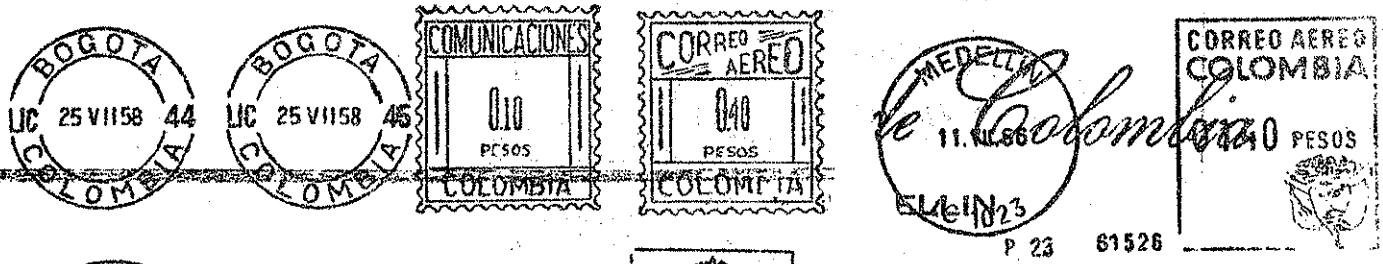 BOGOTA
LIC 25 VII 58 44
COLOMBIA
BOGOTA
LIC 25 VII 58 45
COLOMBIA
COMUNICACIONES
0.10
PESOS
COLOMBIA
CORREO
AEREO
0.40
PESOS
COLOMBIA
MEDELLIN
de Colombia
P 23 61526
CORREO AEREO
COLOMBIA
PESOS